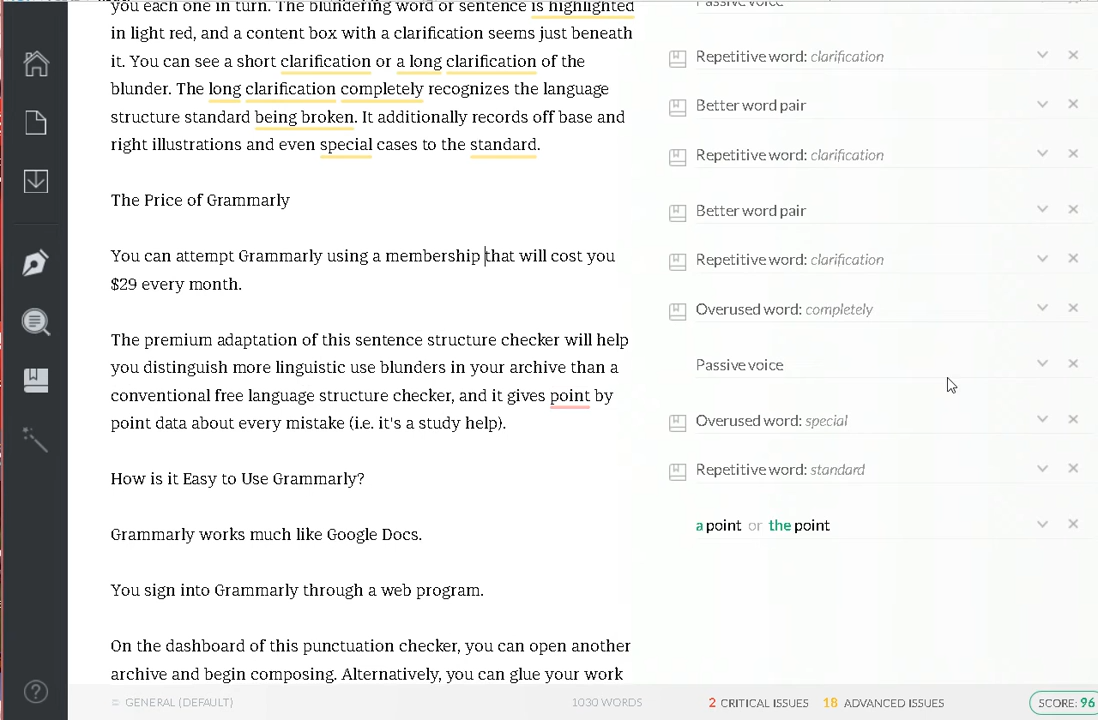 you each one in turn. The blundering word or sentence is highlighted
in light red, and a content box with a clarification seems just beneath
it. You can see a short clarification or a long clarification of the
blunder. The long clarification completely recognizes the language
structure standard being broken. It additionally records off base and
right illustrations and even special cases to the standard.
The Price of Grammarly
You can attempt Grammarly using a membership that will cost you
$29 every month.
The premium adaptation of this sentence structure checker will help
you distinguish more linguistic use blunders in your archive than a
conventional free language structure checker, and it gives point by
point data about every mistake (i.e. it's a study help).
How is it Easy to Use Grammarly?
Grammarly works much like Google Docs.
You sign into Grammarly through a web program.
On the dashboard of this punctuation checker, you can open another
archive and begin composing. Alternatively, you can glue your work
Passive voice
Repetitive word: clarification
Better word pair
Repetitive word: clarification
Better word pair
Repetitive word: clarification
Overused word: completely
Passive voice
Overused word: special
Repetitive word: standard
a point or the point
GENERAL (DEFAULT)
1030 WORDS
2 CRITICAL ISSUES
18 ADVANCED ISSUES
SCORE: 96